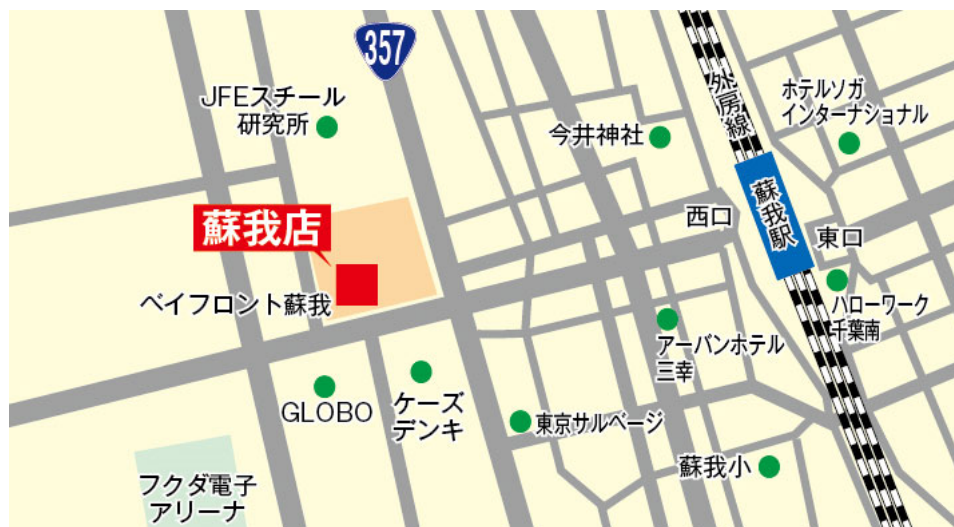 357
JFEスチール
研究所
外房線
ホテルソガ
インターナショナル
今井神社
蘇我店
西口
蘇我駅
東口
ベイフロント蘇我
ハローワーク
千葉南
アーバンホテル
三幸
GLOBO
ケーズ
デンキ
東京サルベージ
蘇我小
フクダ電子
アリーナ